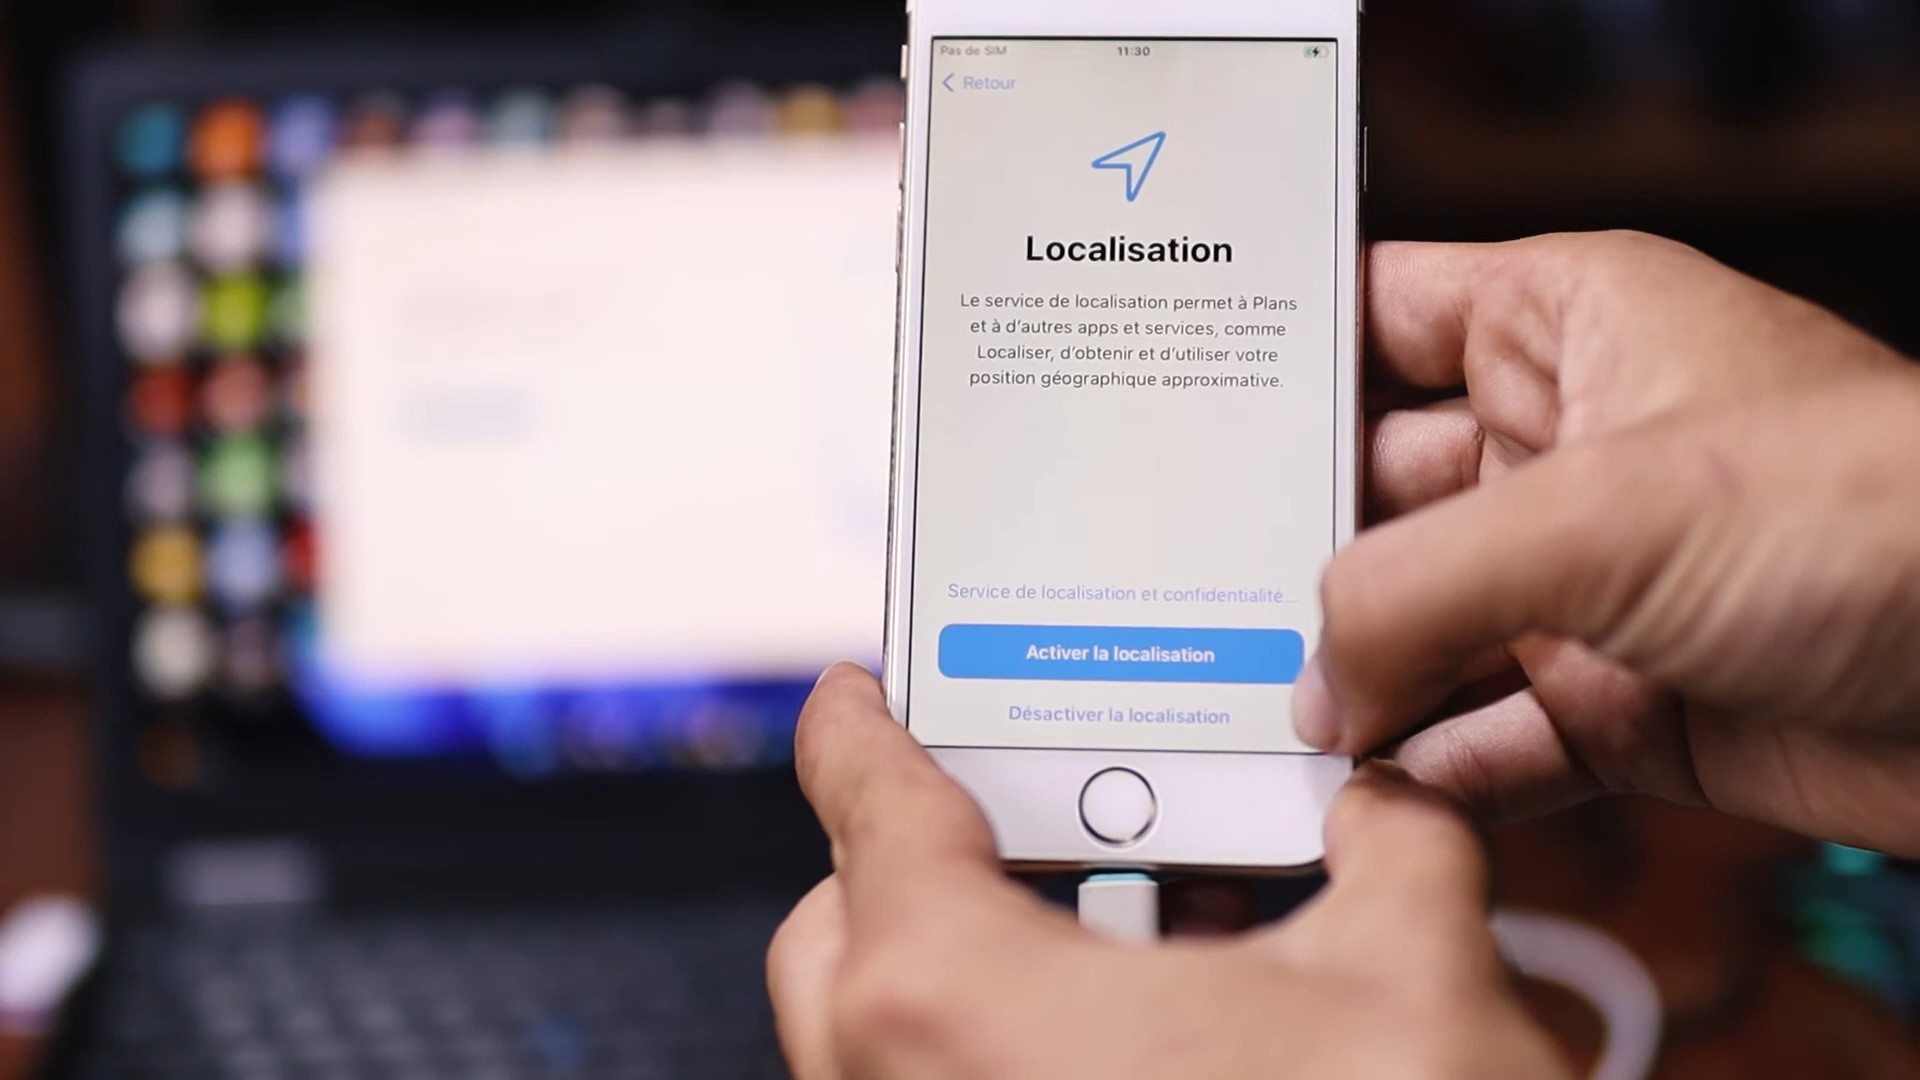 Pas de SIM 11:30
Retour
Localisation
Le service de localisation permet à Plans
et à d'autres apps et services, comme
Localiser, d'obtenir et d'utiliser votre
position géographique approximative.
Service de localisation et confidentialité...
Activer la localisation
Désactiver la localisation